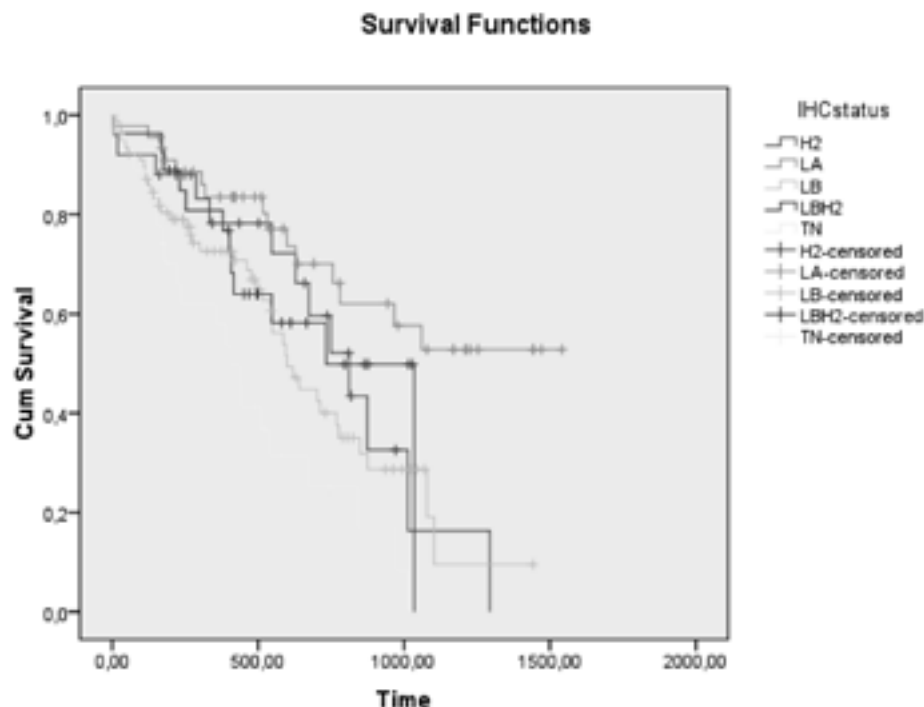 Survival Functions
IHCstatus
H2
LA
LB
LBH2
TN
H2-censored
LA-censored
LB-censored
LBH2-censored
TN-censored
Cum Survival
1,0
0,8
0,6
0,4
0,2
0,0
0,00 500,00 1000,00 1500,00 2000,00
Time